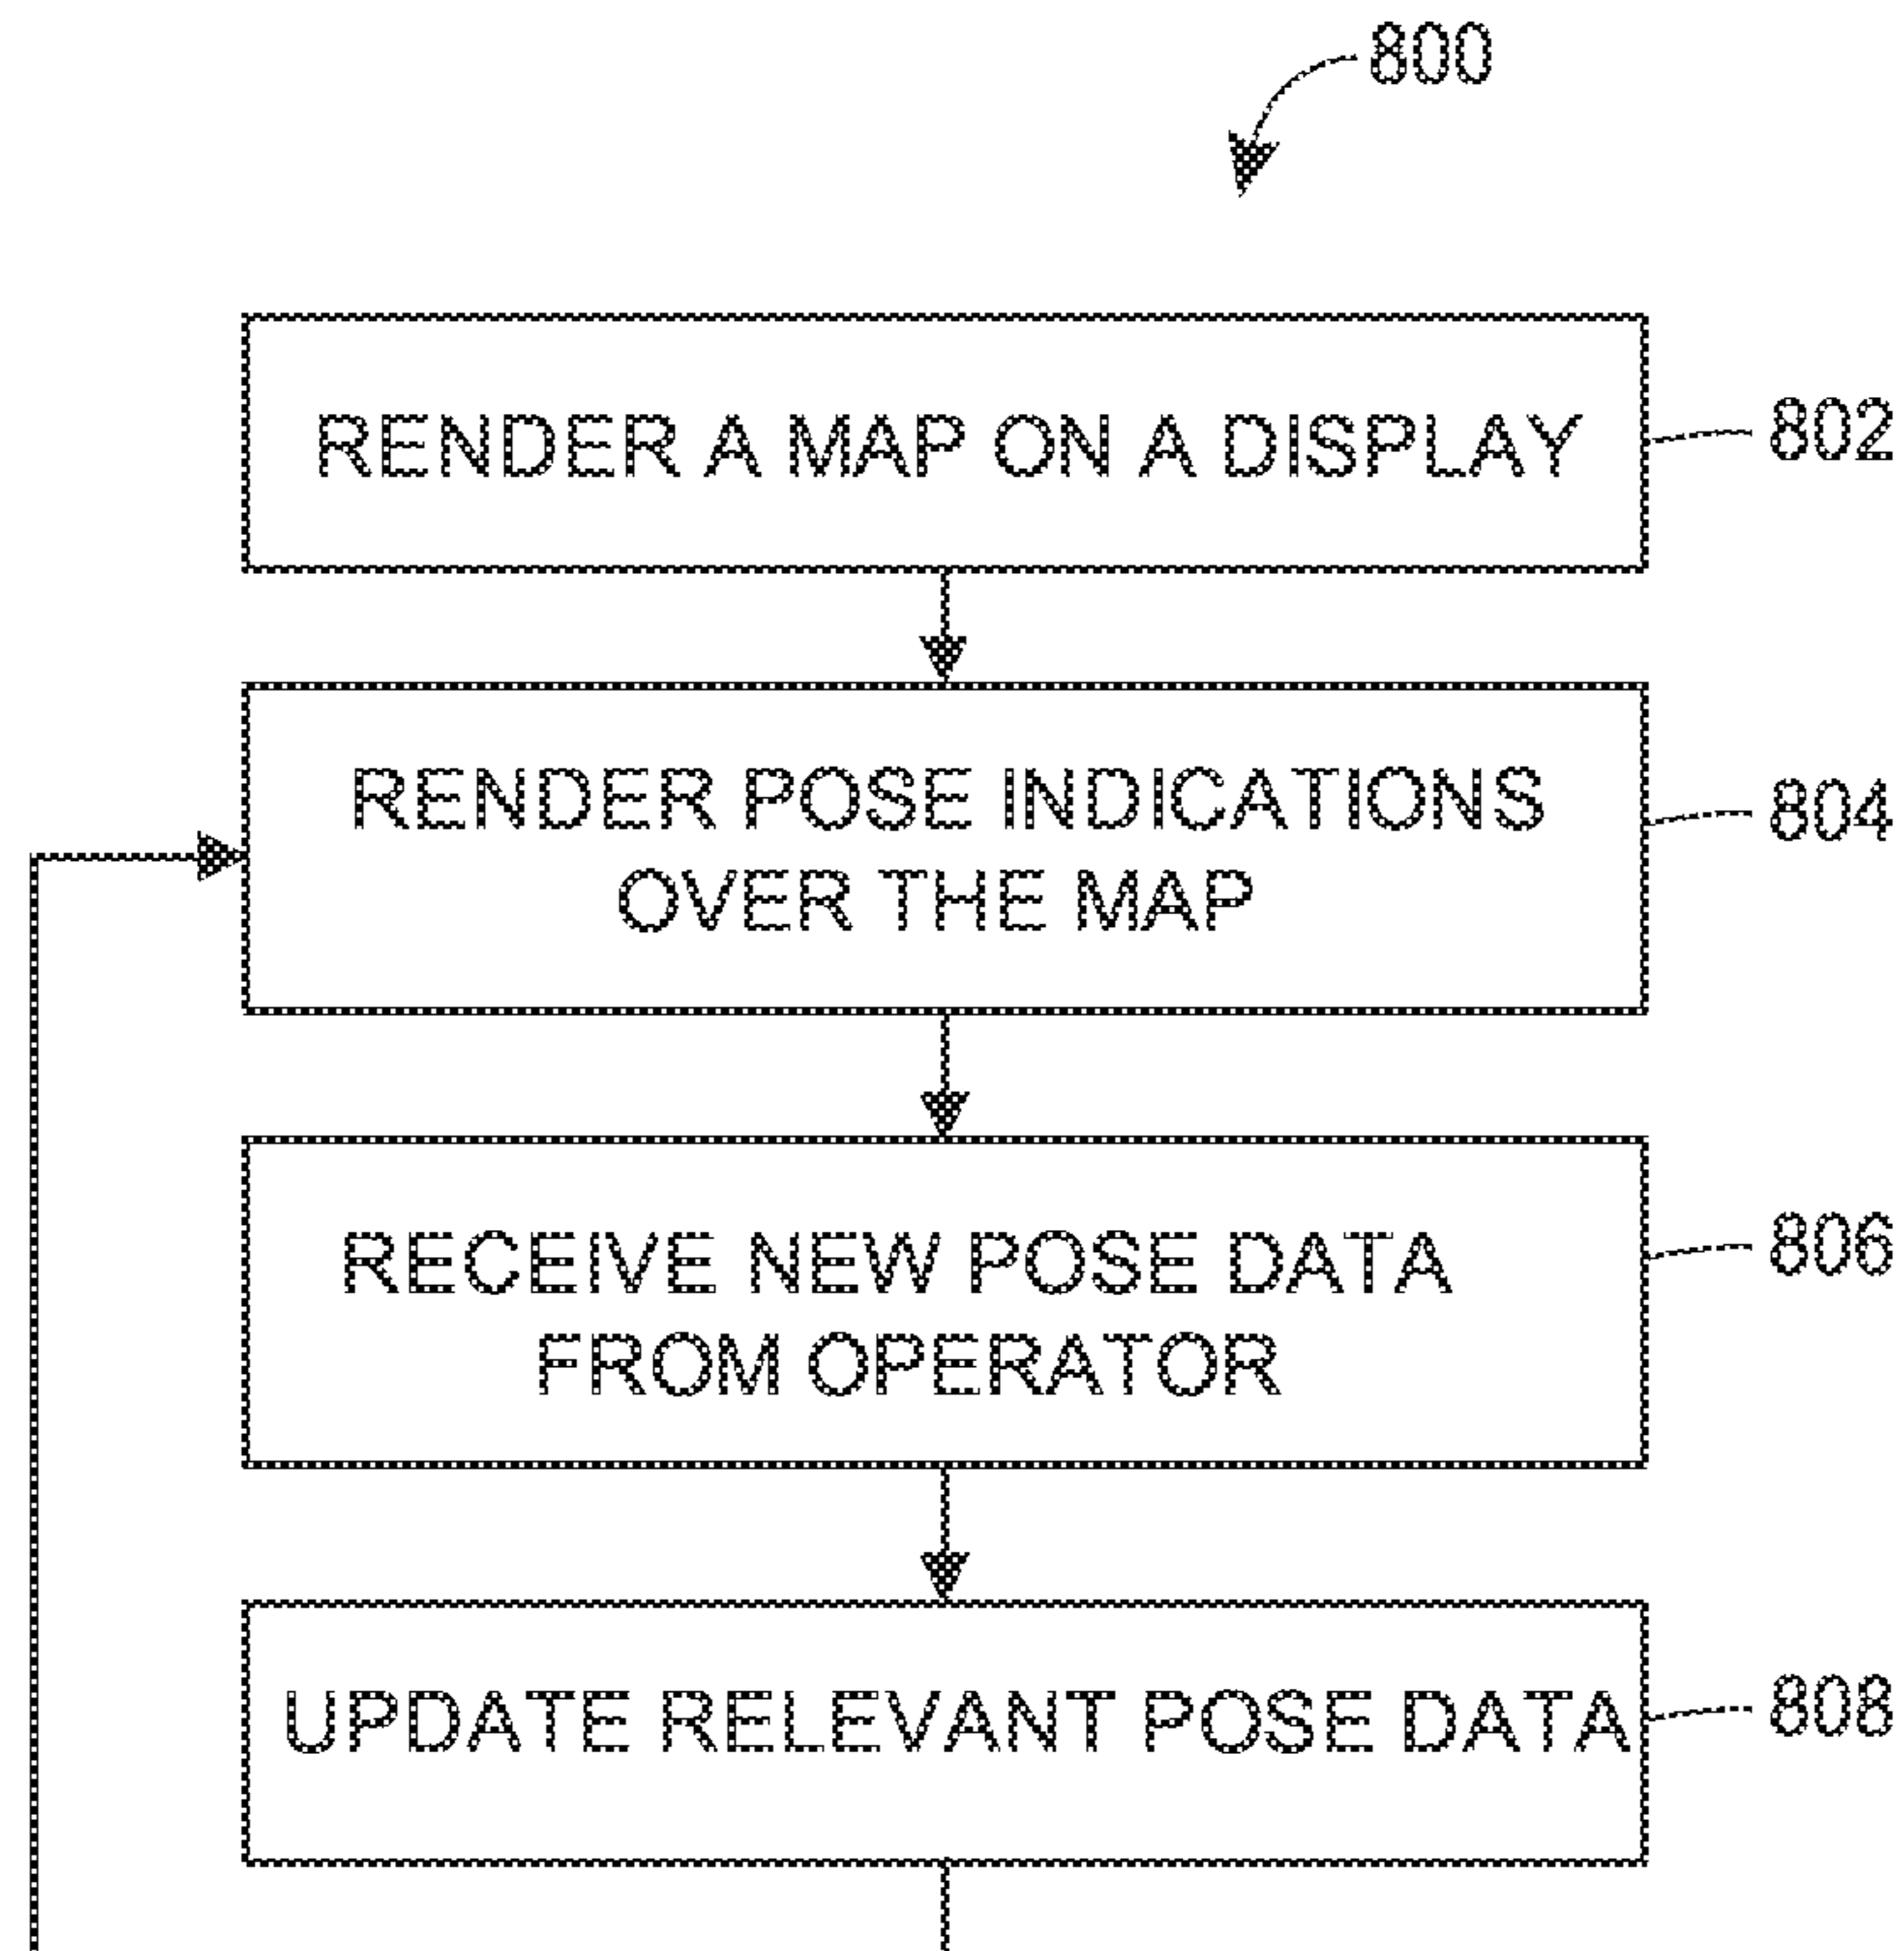 800
RENDER A MAP ON A DISPLAY
802
RENDER POSE INDICATIONS
OVER THE MAP
804
RECEIVE NEW POSE DATA
FROM OPERATOR
806
UPDATE RELEVANT POSE DATA
808